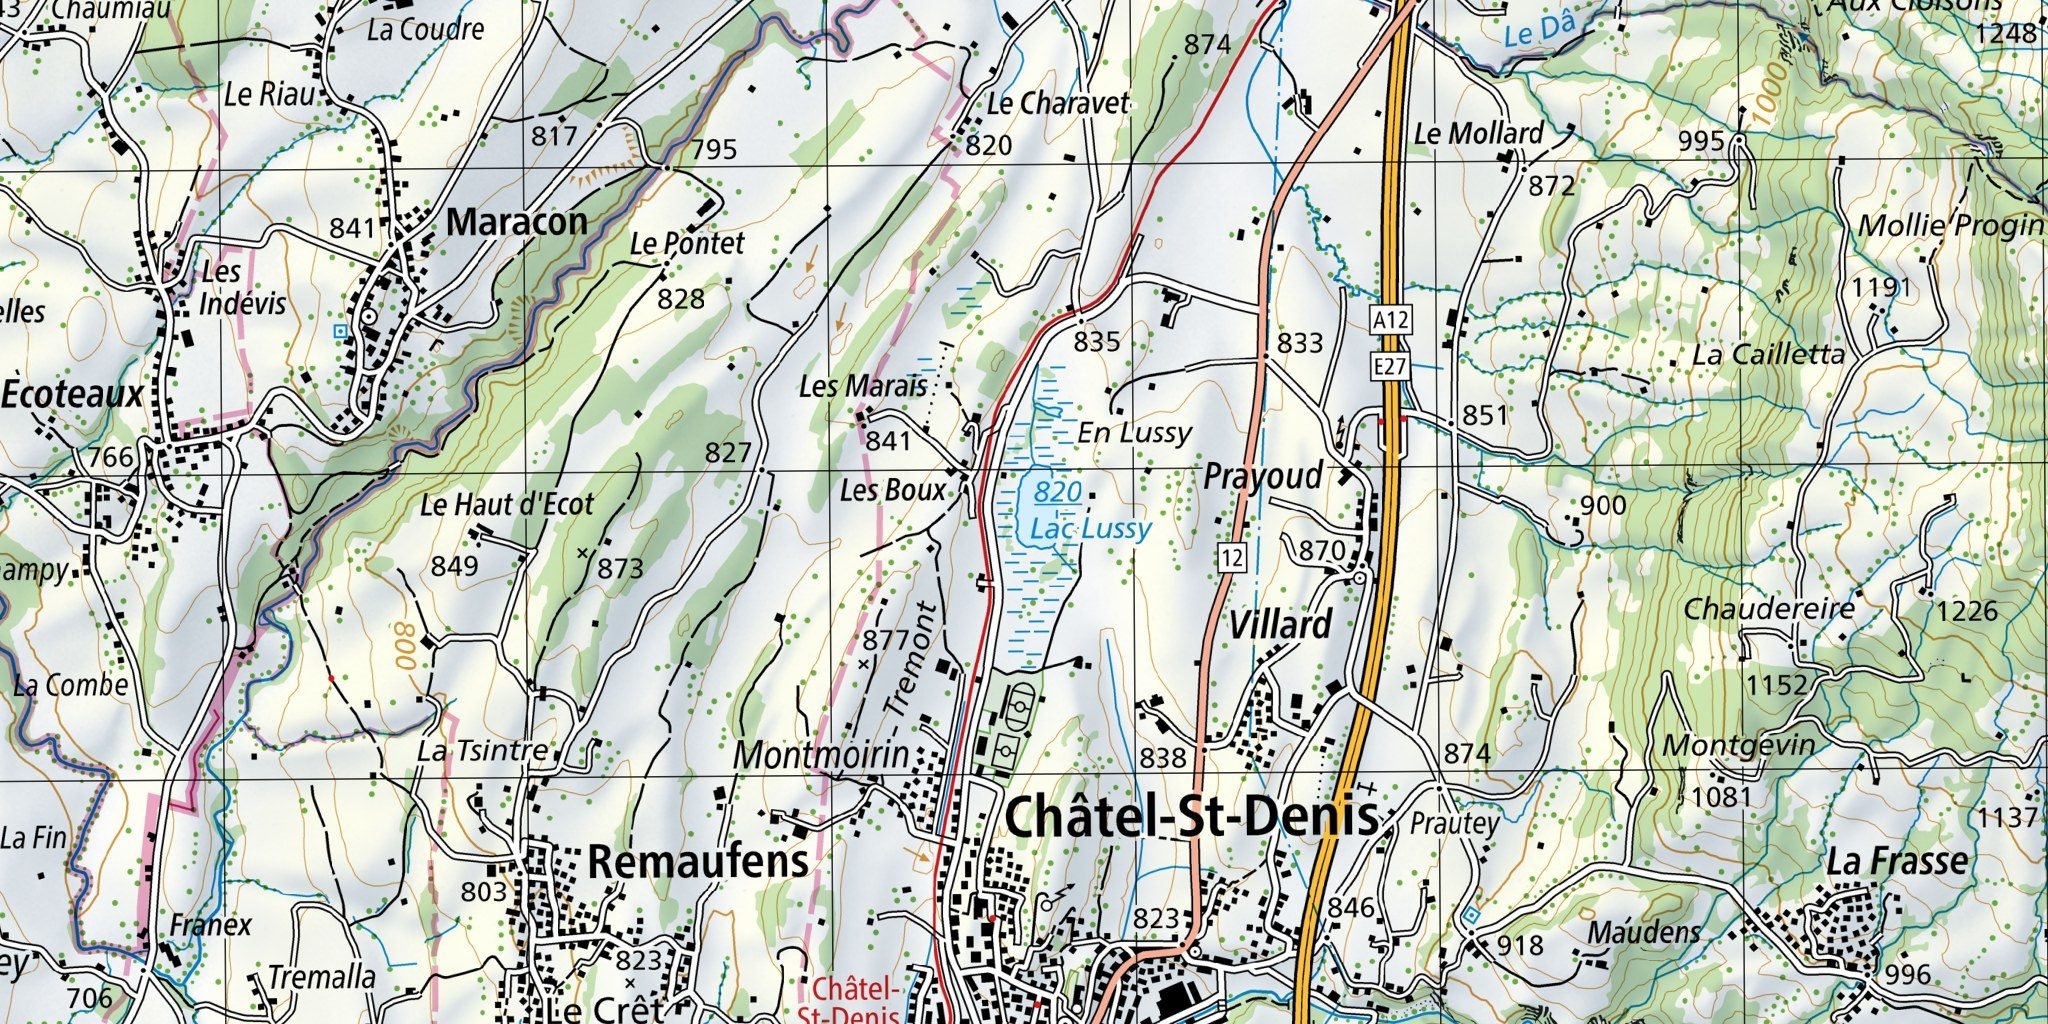 43
Chaumiau
La Coudre
874
Le Dâ
Aux Cloisons
1248
Le Riau
817
795
Le Charavet
820
Le Mollard
995
1000
872
841
Maracon
Le Pontet
828
Mollie Progin
Les
Indévis
elles
835
A12
833
E27
1191
La Cailletta
Ecoteaux
Les Marais
841
En Lussy
851
766
827
Prayoud
Les Boux
820
Lac Lussy
Le Haut d'Ecot
849
873
12
870
900
ampy
800
877
Tremont
Villard
Chaudereire
1226
La Combe
1152
La Tsintre
Montmoirin
838
874
Montgevin
1081
La Fin
Châtel-St-Denis
Prautey
1137
Remaufens
803
La Frasse
Franex
823
846
918
Maudens
ey
706
Tremalla
823
Le Crêt
Châtel-
St-Denis
996